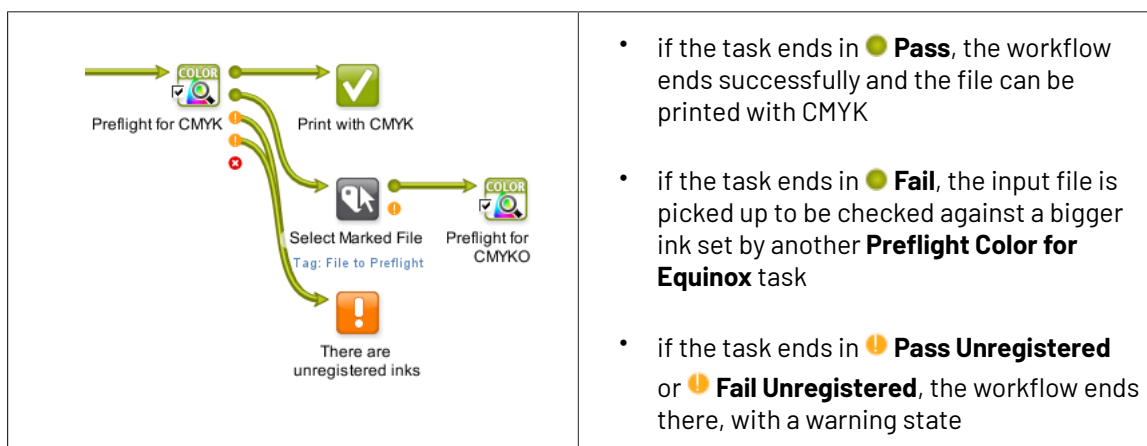 COLOR
Preflight for CMYK
Print with CMYK
COLOR
Select Marked File
Tag: File to Preflight
Preflight for
CMYKO
There are
unregistered inks
• if the task ends in Pass, the workflow
ends successfully and the file can be
printed with CMYK
• if the task ends in Fail, the input file is
picked up to be checked against a bigger
ink set by another Preflight Color for
Equinox task
• if the task ends in Pass Unregistered
or Fail Unregistered, the workflow ends
there, with a warning state